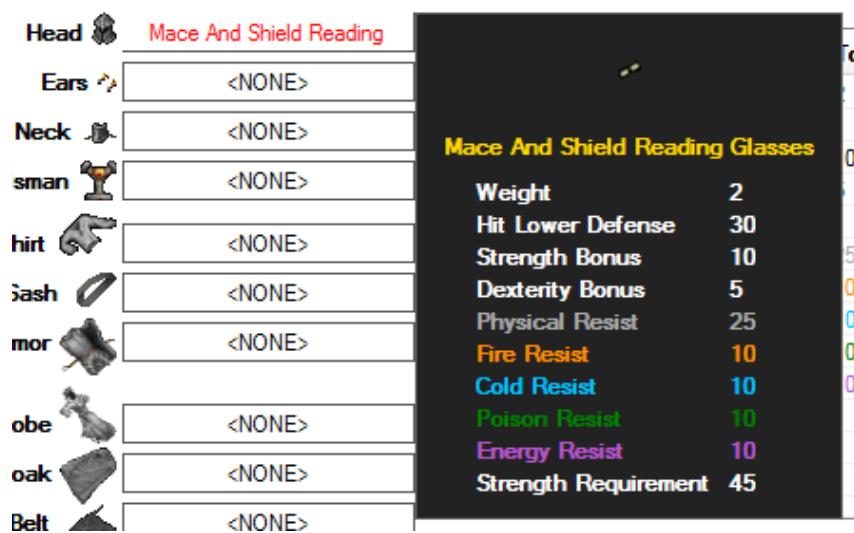 Head Mace And Shield Reading
Ears <NONE>
Neck <NONE>
sman <NONE>
hirt <NONE>
Sash <NONE>
mor <NONE>
obe <NONE>
oak <NONE>
Belt <NONE>
Mace And Shield Reading Glasses
Weight 2
Hit Lower Defense 30
Strength Bonus 10
Dexterity Bonus 5
Physical Resist 25
Fire Resist 10
Cold Resist 10
Poison Resist 10
Energy Resist 10
Strength Requirement 45